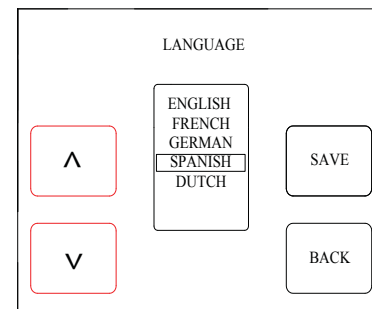 LANGUAGE
ENGLISH
FRENCH
GERMAN
SPANISH
DUTCH
^
SAVE
v
BACK